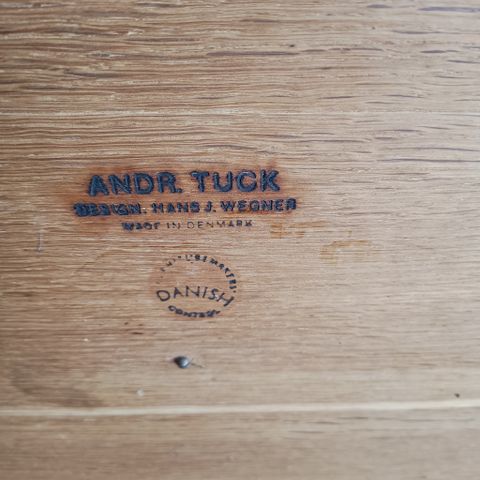 ANDR. TUCK
DESIGN. HANS J. WEGNER
MADE IN DENMARK
DANISH
CONTROL